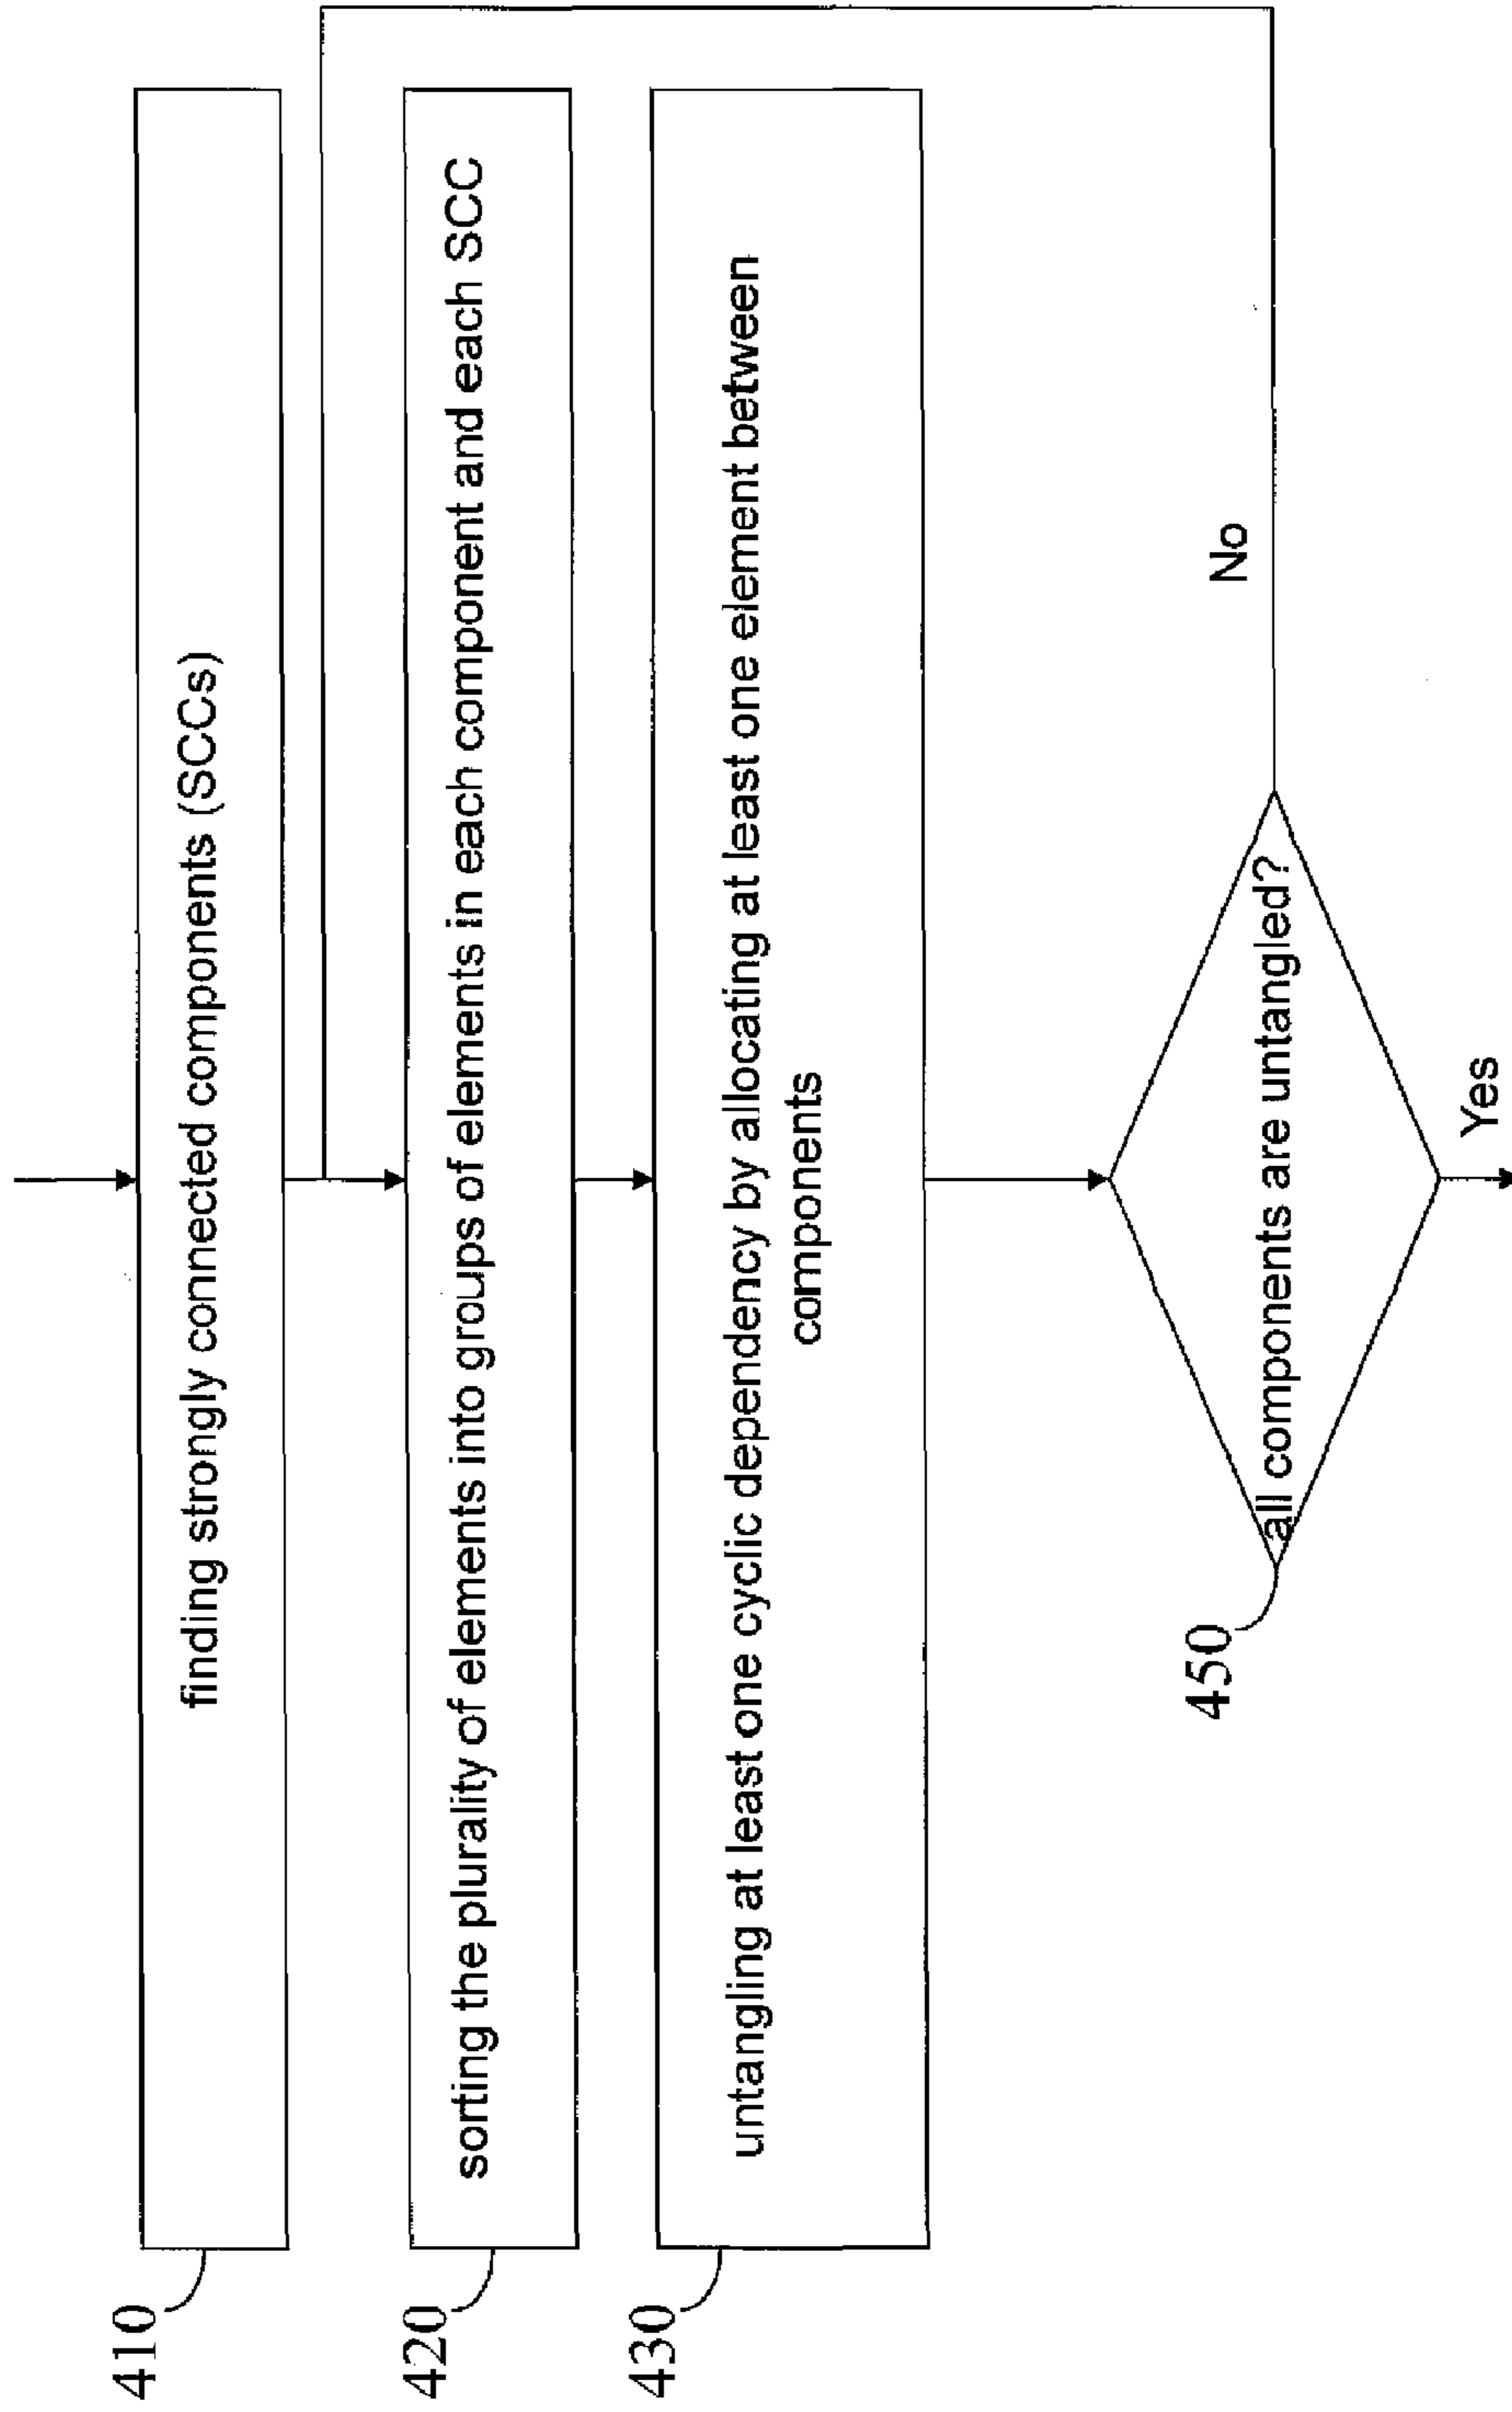 410
finding strongly connected components (SCCs)
420
sorting the plurality of elements into groups of elements in each component and each SCC
430
untangling at least one cyclic dependency by allocating at least one element between
components
450
all components are untangled?
No
Yes